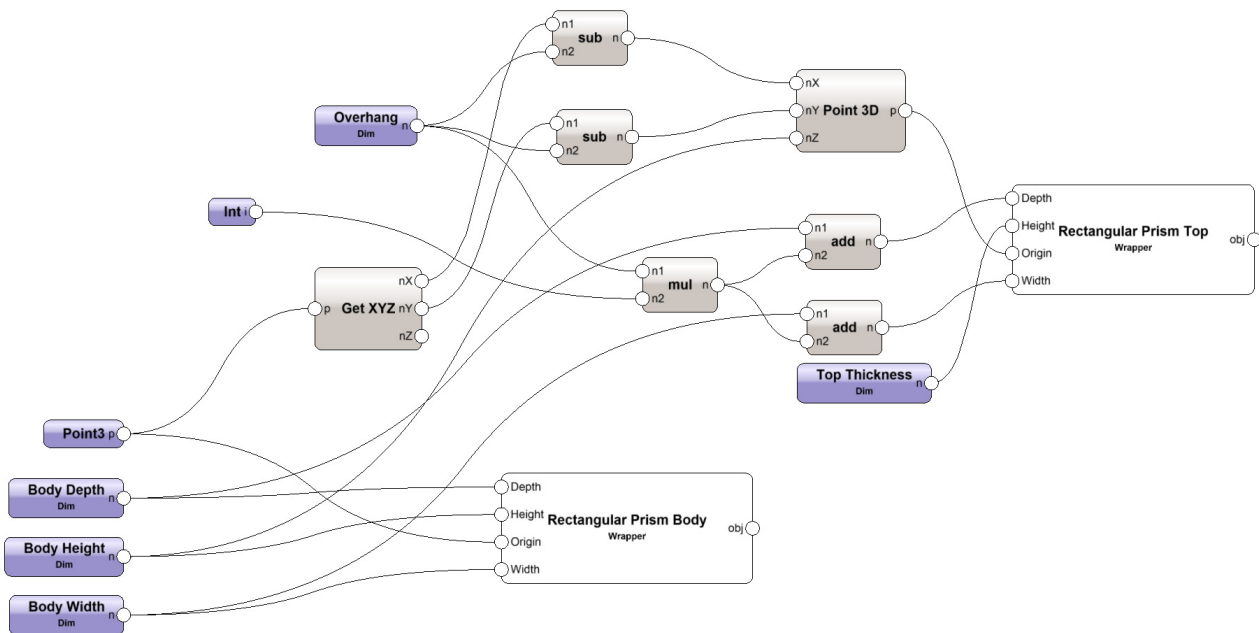 n1
sub n
n2
Overhang n
Dim
n1
sub n
n2
nX
nY Point 3D p
nZ
Int i
nX
p Get XYZ nY
nZ
n1
mul n
n2
n1
add n
n2
n1
add n
n2
Top Thickness n
Dim
Depth
Height
Rectangular Prism Top
Wrapper
obj
Origin
Width
Point3 p
Body Depth n
Dim
Body Height n
Dim
Body Width n
Dim
Depth
Height
Rectangular Prism Body
Wrapper
obj
Origin
Width